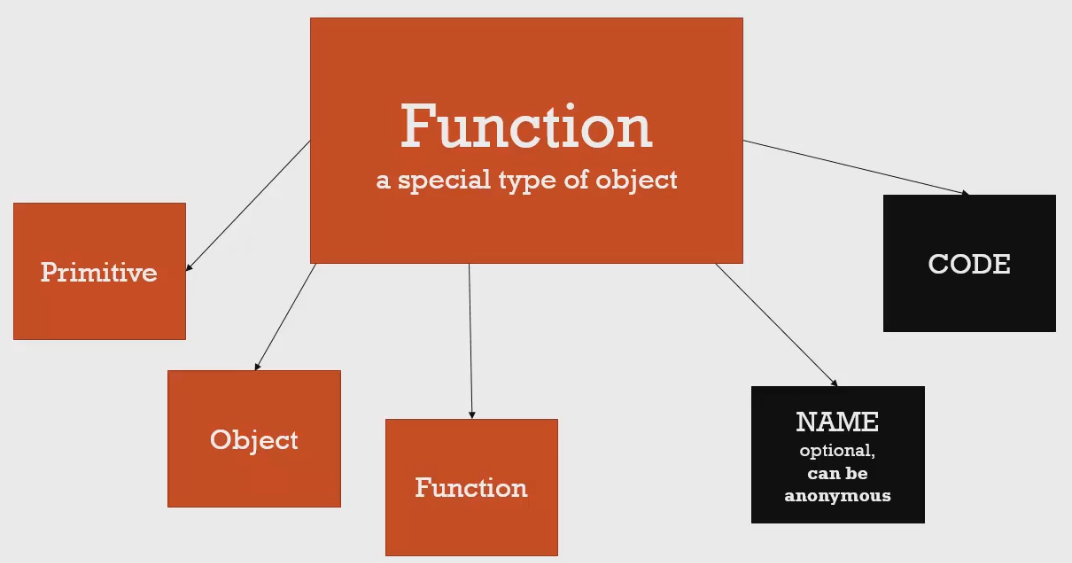 Function
a special type of object
Primitive
CODE
Object
Function
NAME
optional,
can be
anonymous